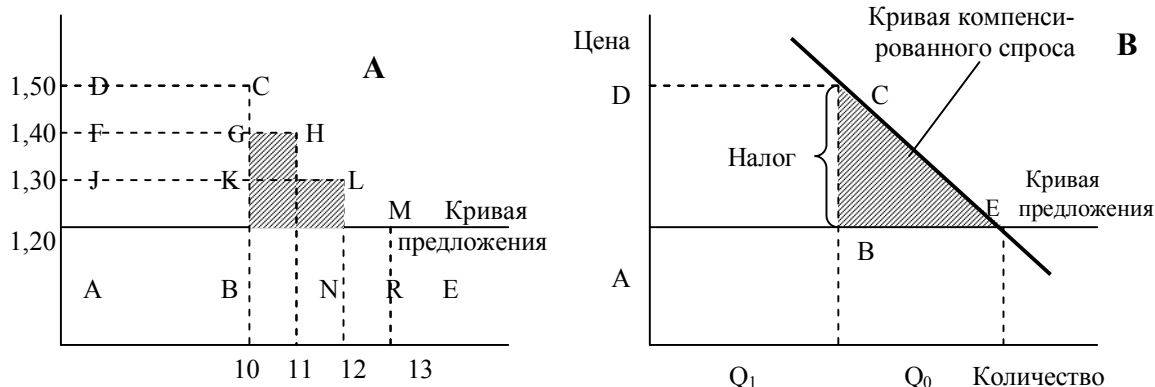 А
1,50
D
C
1,40
F
G
H
1,30
J
K
L
M
Кривая
предложения
1,20
A
B
N
R
E
10
11
12
13
Кривая компенси-
рованного спроса
В
Цена
D
C
Налог
Кривая
предложения
E
B
A
Q1
Q0
Количество